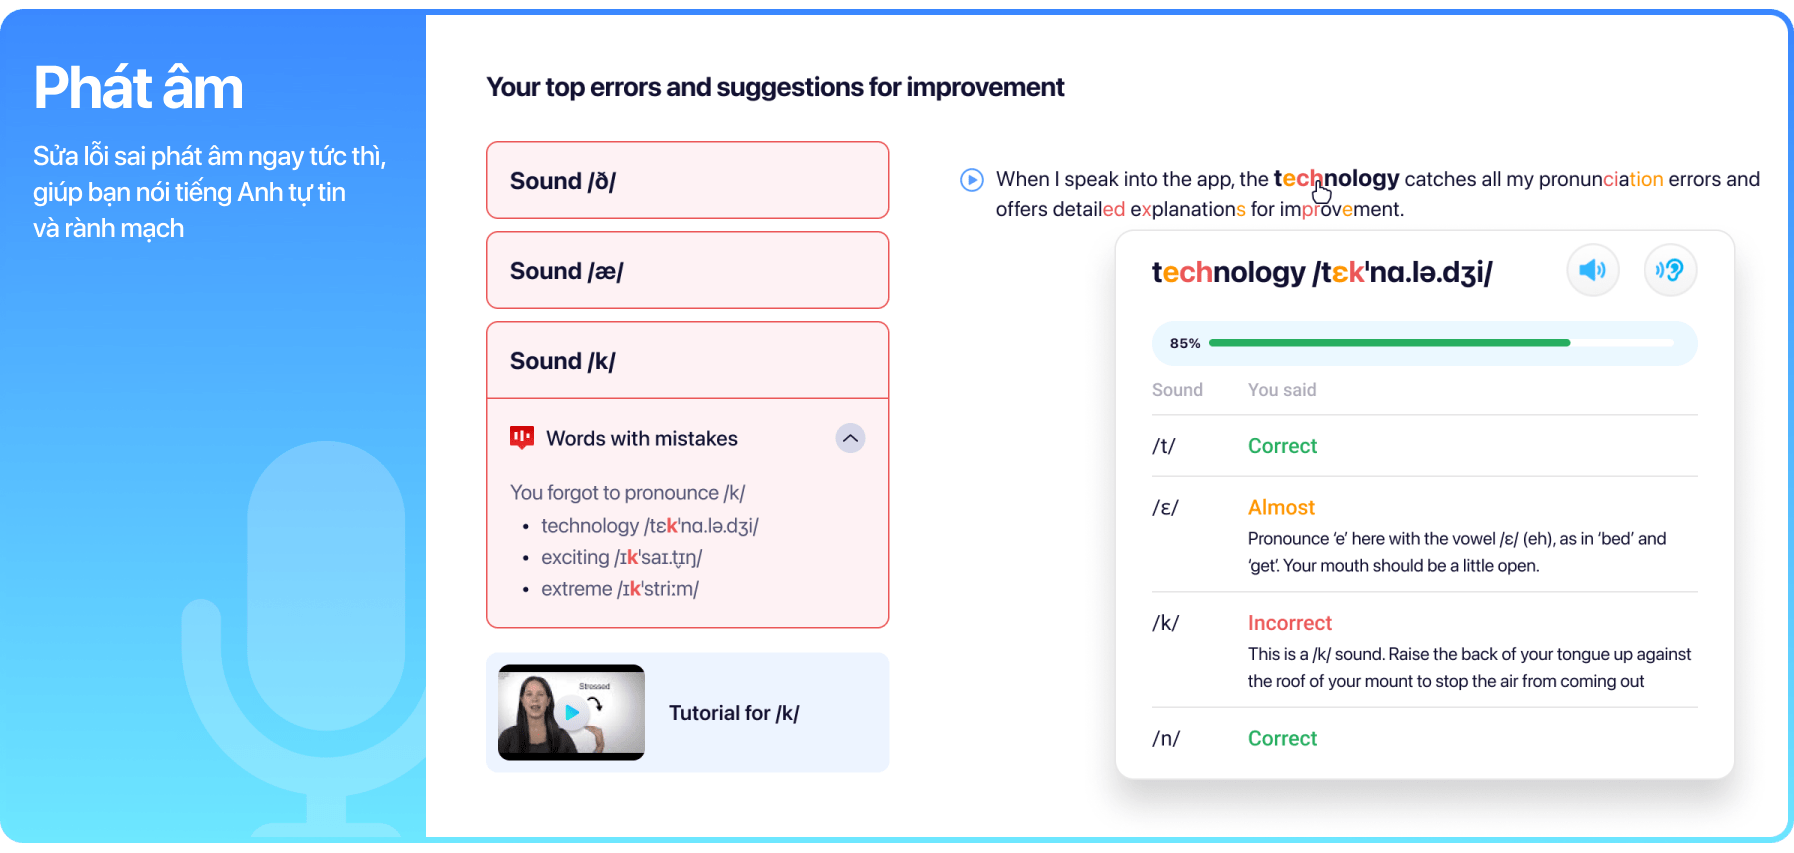 Phát âm
Sửa lỗi sai phát âm ngay tức thì,
giúp bạn nói tiếng Anh tự tin
và rành mạch
Your top errors and suggestions for improvement
Sound /ð/
Sound /æ/
Sound /k/
Words with mistakes
You forgot to pronounce /k/
• technology /tɛk'nɑ.lə.dʒi/
• exciting /ɪk'saɪ.t̬ɪŋ/
• extreme /ɪk'striːm/
Stressed
Tutorial for /k/
When I speak into the app, the technology catches all my pronunciation errors and
offers detailed explanations for improvement.
technology /tɛk'nɑ.lə.dʒi/
85%
Sound You said
/t/ Correct
/ɛ/ Almost
Pronounce ‘e’ here with the vowel /ɛ/ (eh), as in ‘bed’ and
‘get’. Your mouth should be a little open.
/k/ Incorrect
This is a /k/ sound. Raise the back of your tongue up against
the roof of your mount to stop the air from coming out
/n/ Correct